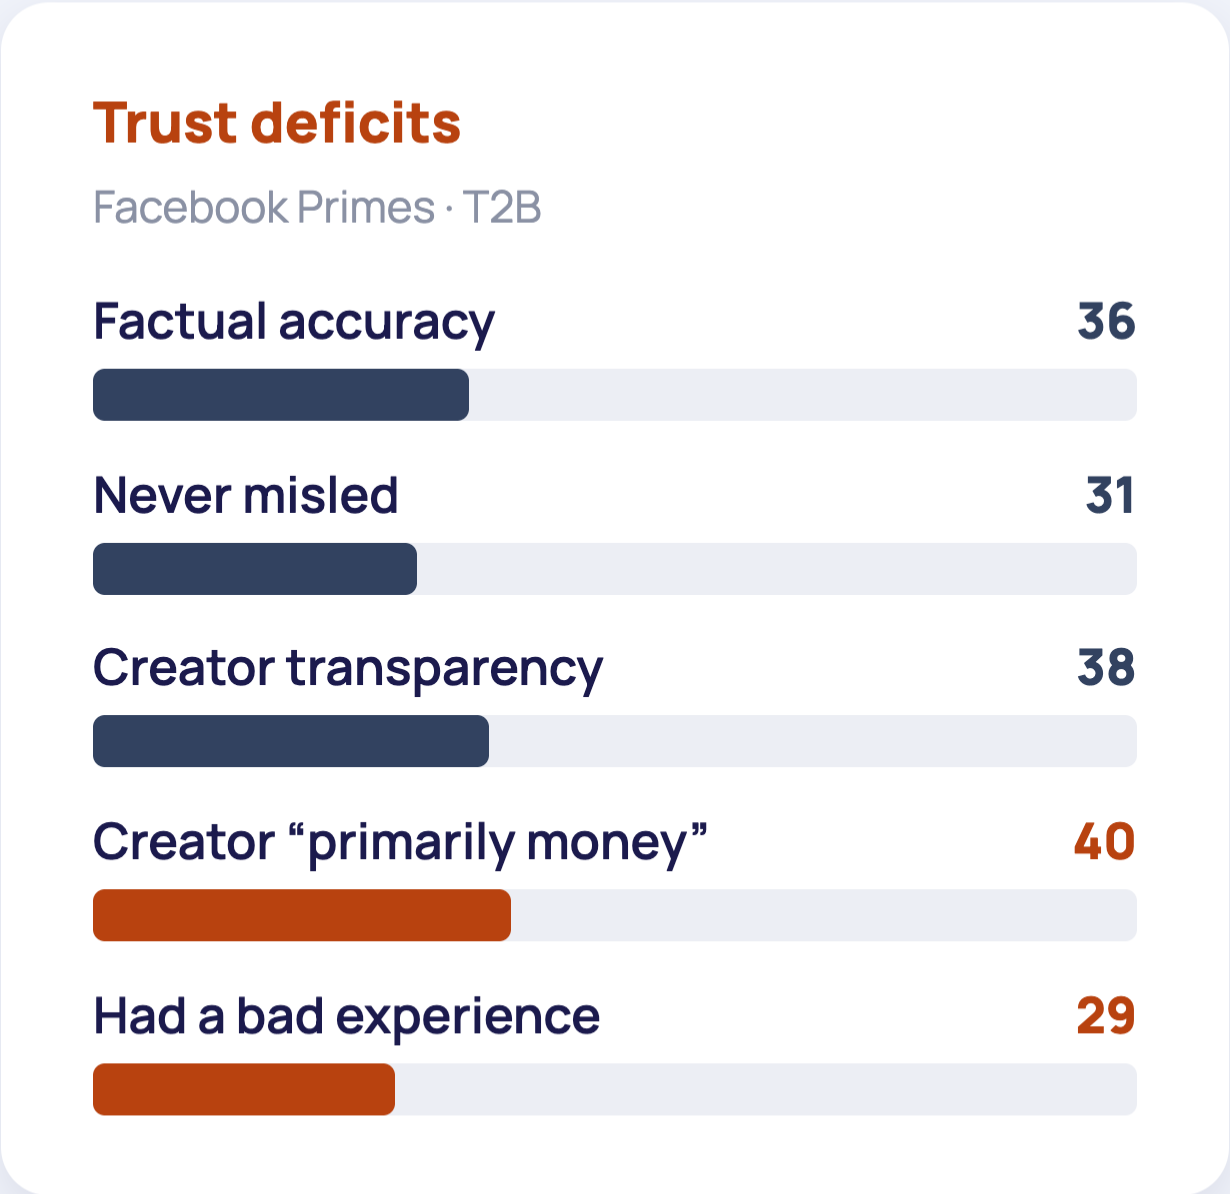 Trust deficits
Facebook Primes · T2B
Factual accuracy 36
Never misled 31
Creator transparency 38
Creator “primarily money” 40
Had a bad experience 29